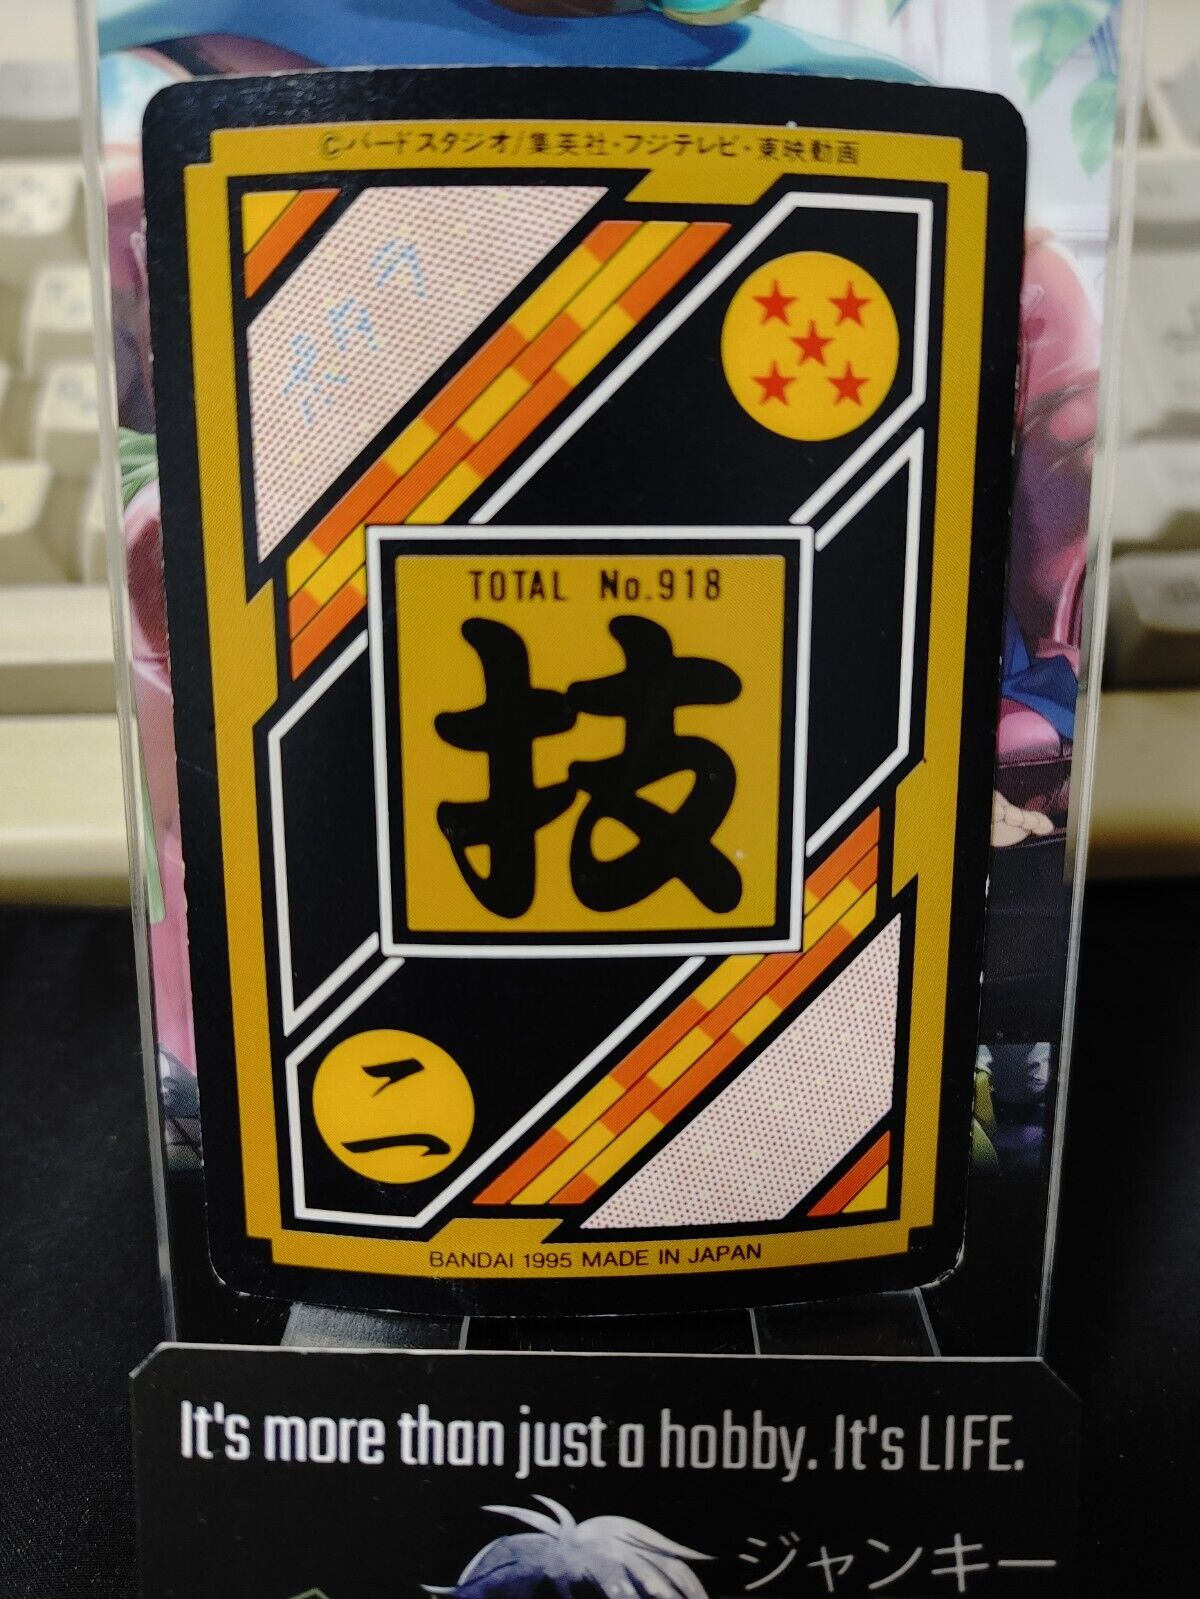 ©バードスタジオ/集英社・フジテレビ・東映動画
TOTAL No.918
技
二
BANDAI 1995 MADE IN JAPAN
It's more than just a hobby. It's LIFE.
ジャンキー